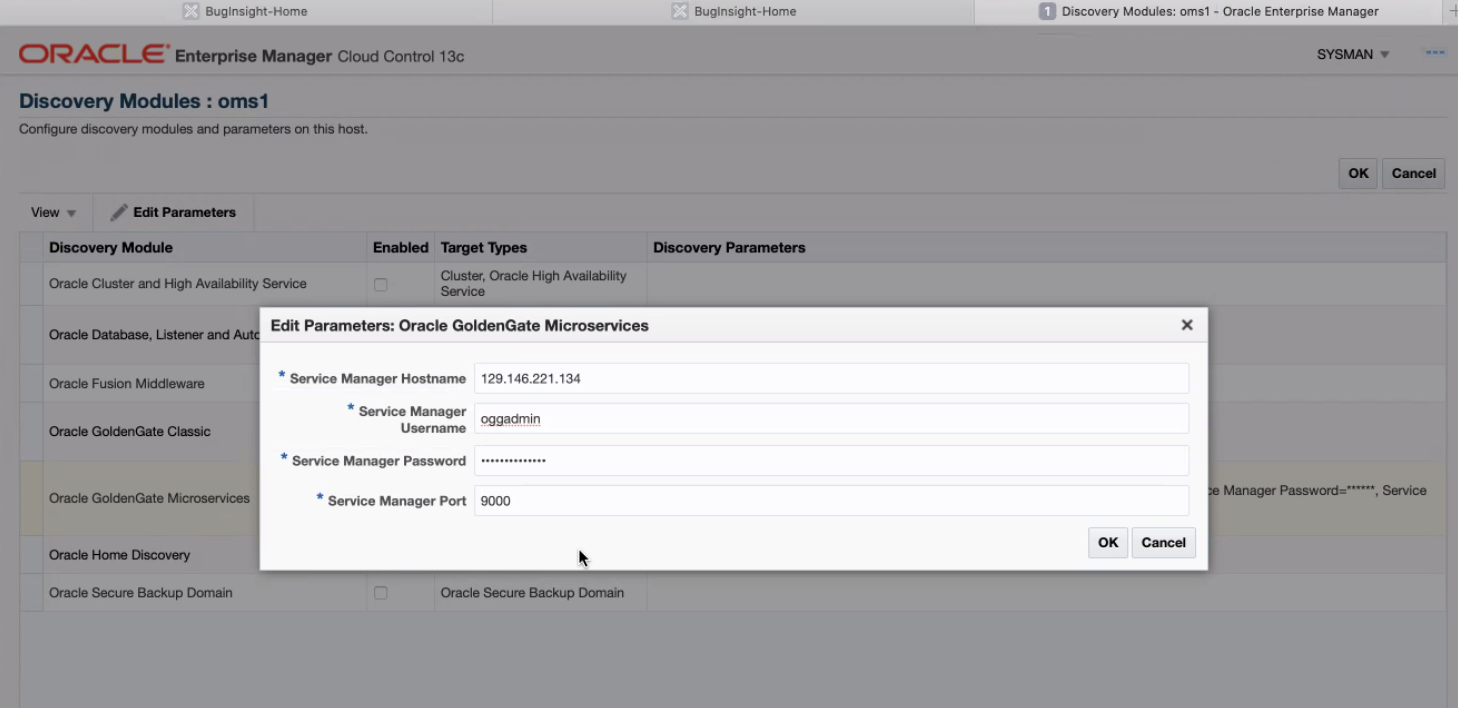 BugInsight-Home
BugInsight-Home
1 Discovery Modules: oms1 - Oracle Enterprise Manager
ORACLE Enterprise Manager Cloud Control 13c
SYSMAN
Discovery Modules : oms1
Configure discovery modules and parameters on this host.
OK Cancel
View Edit Parameters
Discovery Module Enabled Target Types Discovery Parameters
Oracle Cluster and High Availability Service
Cluster, Oracle High Availability
Service
Edit Parameters: Oracle GoldenGate Microservices
Oracle Database, Listener and Auto
Oracle Fusion Middleware
* Service Manager Hostname 129.146.221.134
* Service Manager
Username
oggadmin
Oracle GoldenGate Classic
* Service Manager Password ••••••••••••••
Oracle GoldenGate Microservices
* Service Manager Port 9000
ce Manager Password=******, Service
OK Cancel
Oracle Home Discovery
Oracle Secure Backup Domain Oracle Secure Backup Domain